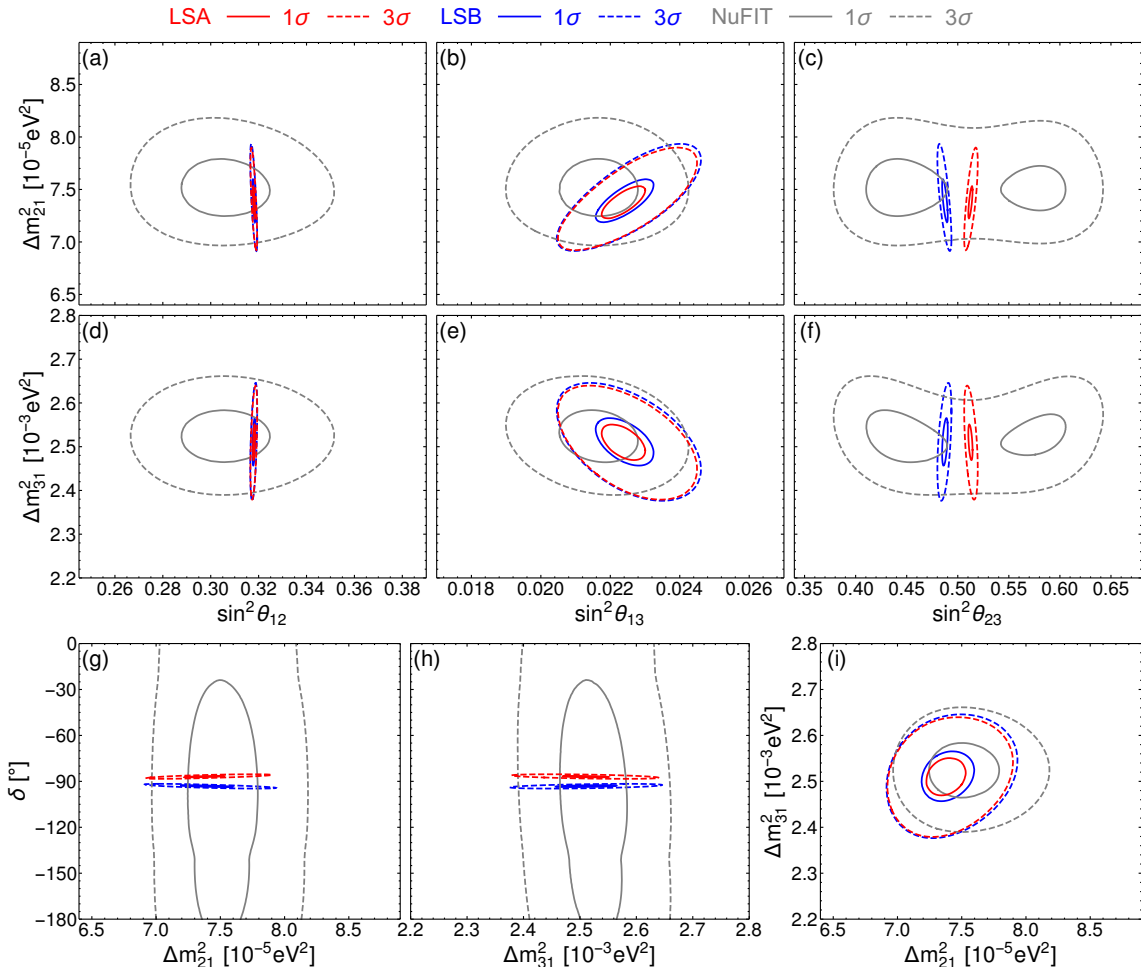 LSA 1σ 3σ LSB 1σ 3σ NuFIT 1σ 3σ
(a) (b) (c)
Δm²₂₁ [10⁻⁵eV²]
8.5
8.0
7.5
7.0
6.5
(d) (e) (f)
Δm²₃₁ [10⁻³eV²]
2.8
2.7
2.6
2.5
2.4
2.3
2.2
0.26 0.28 0.30 0.32 0.34 0.36 0.38
sin²θ₁₂
0.018 0.020 0.022 0.024 0.026
sin²θ₁₃
0.35 0.40 0.45 0.50 0.55 0.60 0.65
sin²θ₂₃
(g) (h) (i)
δ [°]
0
−30
−60
−90
−120
−150
−180
6.5 7.0 7.5 8.0 8.5
Δm²₂₁ [10⁻⁵eV²]
2.2 2.3 2.4 2.5 2.6 2.7 2.8
Δm²₃₁ [10⁻³eV²]
Δm²₃₁ [10⁻³eV²]
2.8
2.7
2.6
2.5
2.4
2.3
2.2
6.5 7.0 7.5 8.0 8.5
Δm²₂₁ [10⁻⁵eV²]